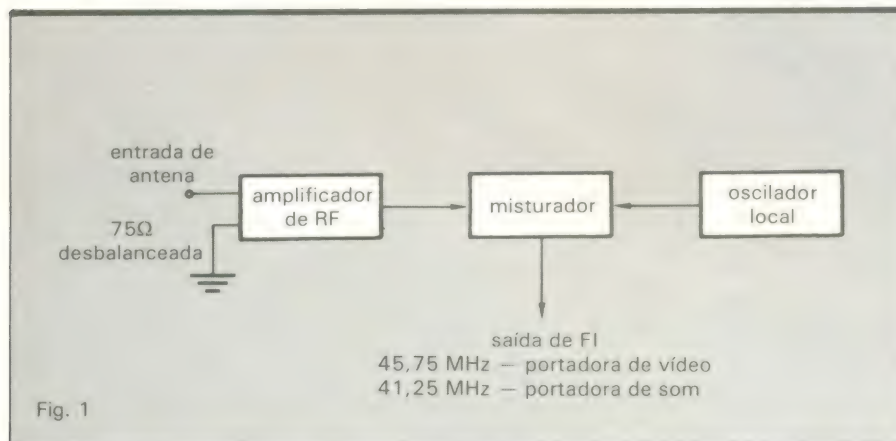 entrada de
antena
75Ω
desbalanceada
amplificador
de RF
misturador
oscilador
local
saída de FI
45,75 MHz — portadora de vídeo
41,25 MHz — portadora de som
Fig. 1